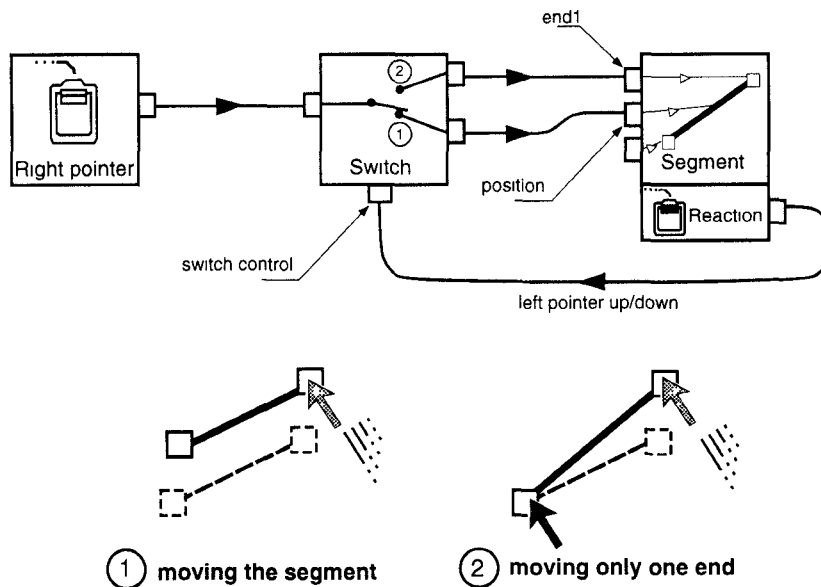 end1
2
1
Right pointer
Switch
Segment
position
Reaction
switch control
left pointer up/down
1 moving the segment
2 moving only one end